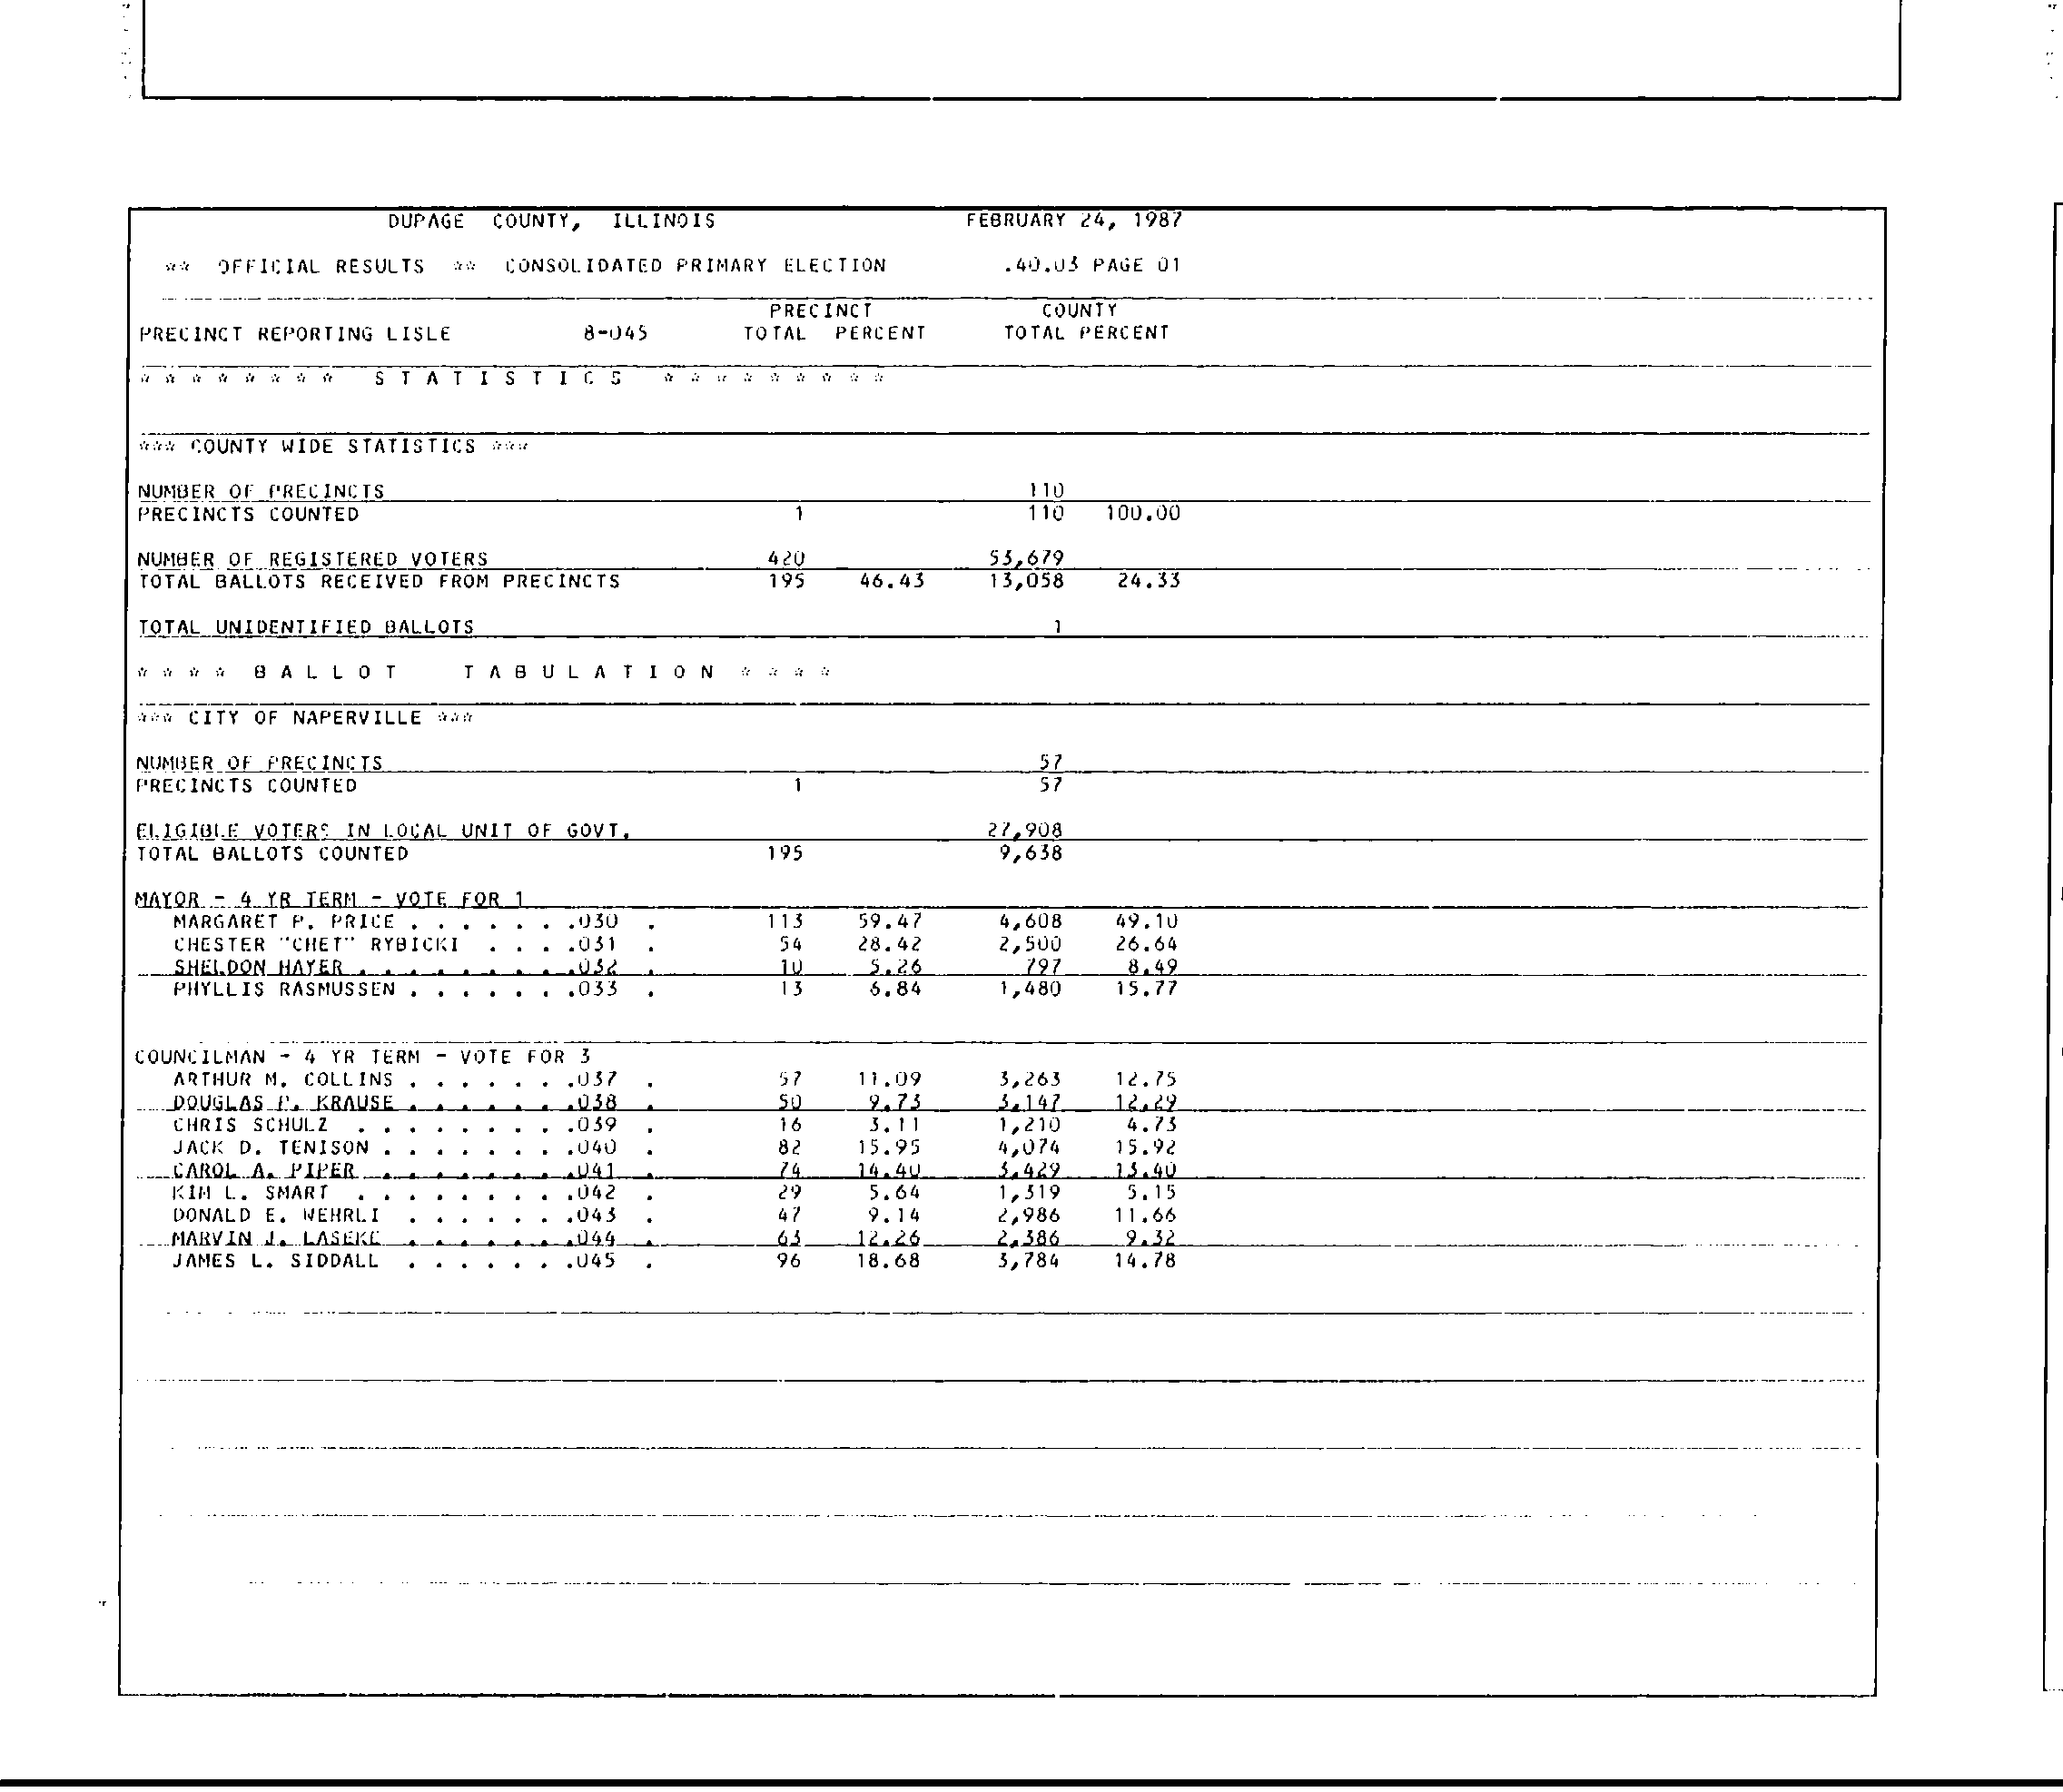 DUPAGE COUNTY, ILLINOIS FEBRUARY 24, 1987
** OFFICIAL RESULTS ** CONSOLIDATED PRIMARY ELECTION .40.03 PAGE 01
PRECINCT COUNTY
PRECINCT REPORTING LISLE 8-045 TOTAL PERCENT TOTAL PERCENT
* * * * * * * * S T A T I S T I C S * * * * * * * * *
*** COUNTY WIDE STATISTICS ***
NUMBER OF PRECINCTS 110
PRECINCTS COUNTED 1 110 100.00
NUMBER OF REGISTERED VOTERS 420 53,679
TOTAL BALLOTS RECEIVED FROM PRECINCTS 195 46.43 13,058 24.33
TOTAL UNIDENTIFIED BALLOTS 1
* * * * B A L L O T T A B U L A T I O N * * * *
*** CITY OF NAPERVILLE ***
NUMBER OF PRECINCTS 57
PRECINCTS COUNTED 1 57
ELIGIBLE VOTERS IN LOCAL UNIT OF GOVT. 27,908
TOTAL BALLOTS COUNTED 195 9,638
MAYOR - 4 YR TERM - VOTE FOR 1
MARGARET P. PRICE . . . . . . .030 . 113 59.47 4,608 49.10
CHESTER "CHET" RYBICKI . . . .031 . 54 28.42 2,500 26.64
SHELDON HAYER . . . . . . . . .032 . 10 5.26 797 8.49
PHYLLIS RASMUSSEN . . . . . . .033 . 13 6.84 1,480 15.77
COUNCILMAN - 4 YR TERM - VOTE FOR 3
ARTHUR M. COLLINS . . . . . . .037 . 57 11.09 3,263 12.75
DOUGLAS P. KRAUSE . . . . . . .038 . 50 9.73 3,147 12.29
CHRIS SCHULZ . . . . . . . . .039 . 16 3.11 1,210 4.73
JACK D. TENISON . . . . . . . .040 . 82 15.95 4,074 15.92
CAROL A. PIPER . . . . . . . .041 . 74 14.40 3,429 13.40
KIM L. SMART . . . . . . . . .042 . 29 5.64 1,319 5.15
DONALD E. WEHRLI . . . . . . .043 . 47 9.14 2,986 11.66
MARVIN J. LASEKE . . . . . . .044 . 63 12.26 2,386 9.32
JAMES L. SIDDALL . . . . . . .045 . 96 18.68 3,784 14.78